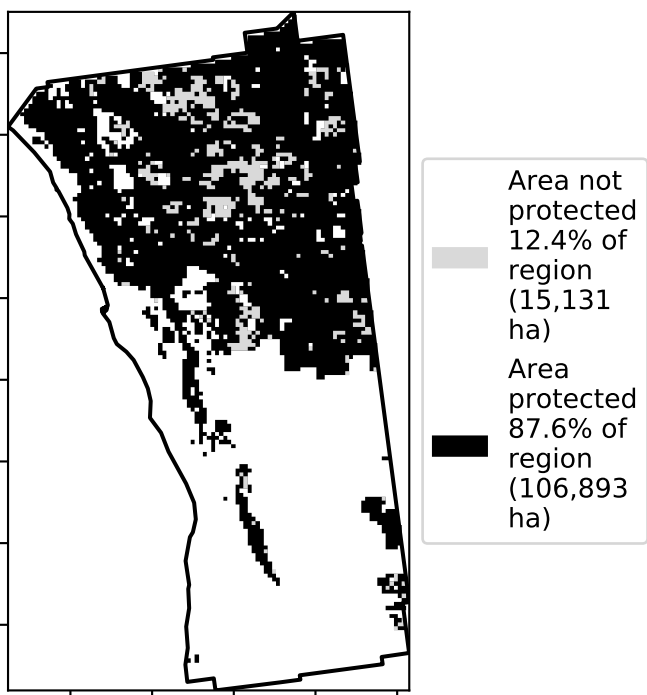 Area not
protected
12.4% of
region
(15,131
ha)
Area
protected
87.6% of
region
(106,893
ha)